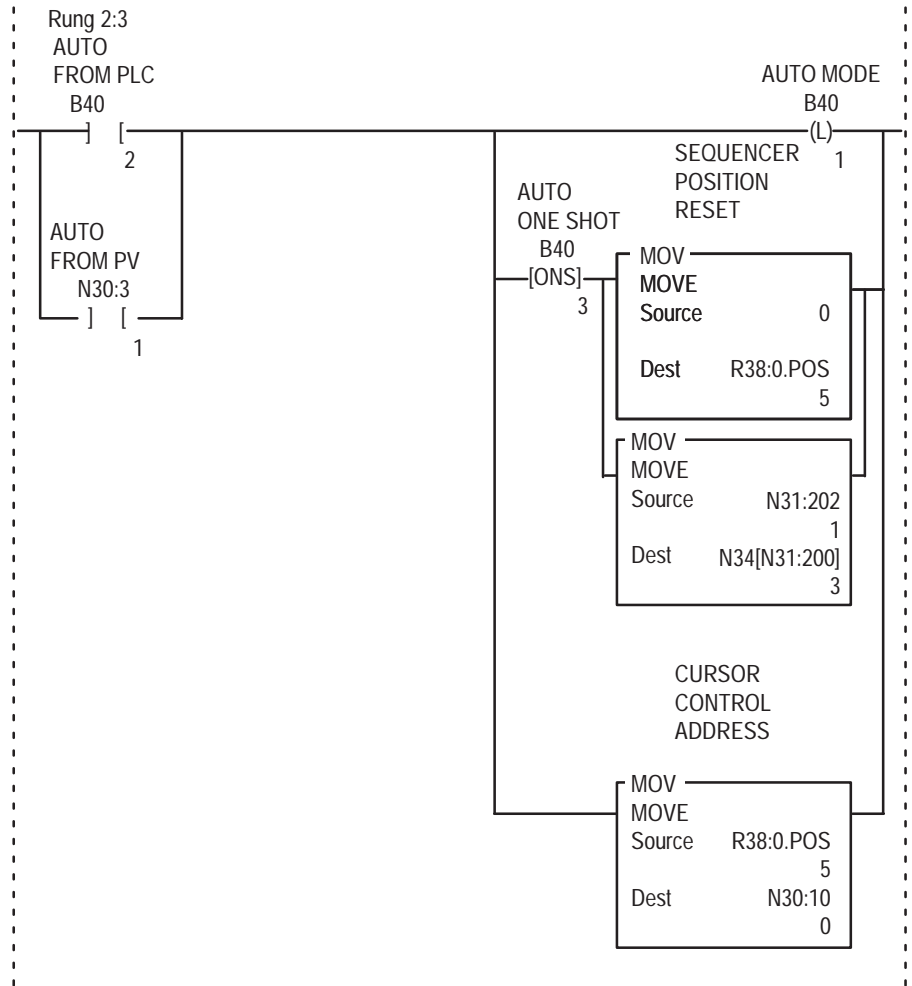 Rung 2:3
AUTO
FROM PLC
B40
] [
2
AUTO
FROM PV
N30:3
] [
1
AUTO MODE
B40
(L)
1
SEQUENCER
POSITION
RESET
AUTO
ONE SHOT
B40
[ONS]
3
MOV
MOVE
Source 0
Dest R38:0.POS
5
MOV
MOVE
Source N31:202
1
Dest N34[N31:200]
3
CURSOR
CONTROL
ADDRESS
MOV
MOVE
Source R38:0.POS
5
Dest N30:10
0